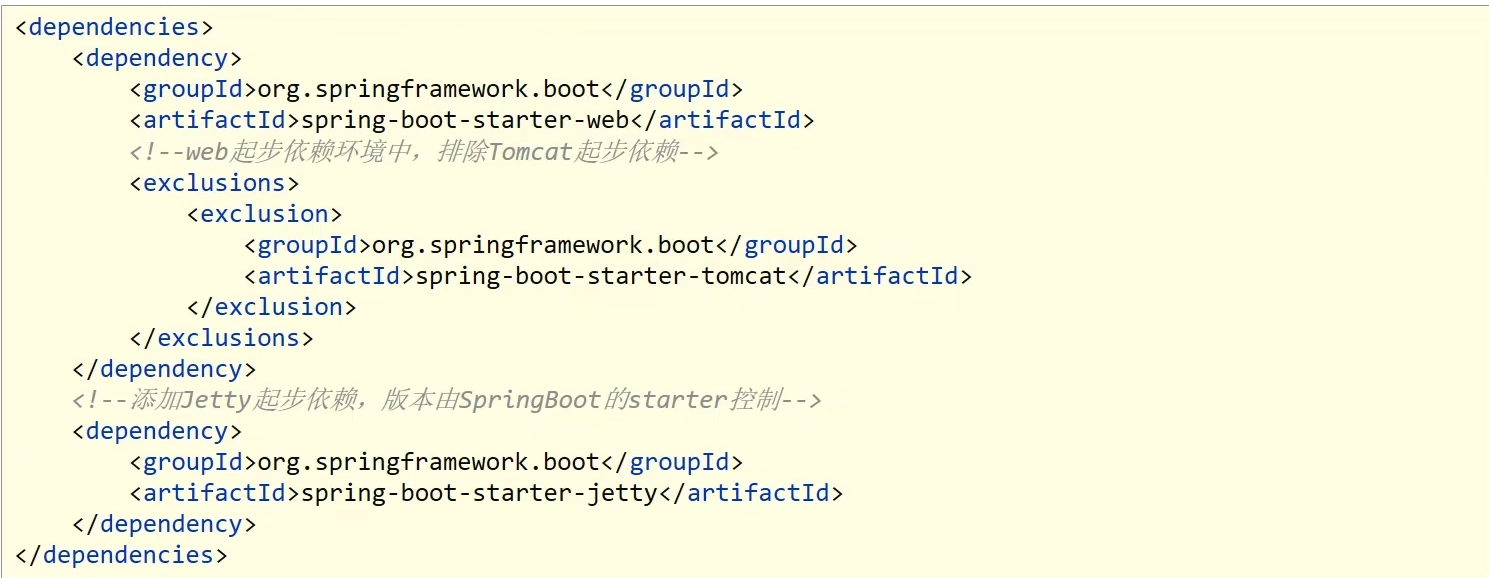 <dependencies>
    <dependency>
        <groupId>org.springframework.boot</groupId>
        <artifactId>spring-boot-starter-web</artifactId>
        <!--web起步依赖环境中，排除Tomcat起步依赖-->
        <exclusions>
            <exclusion>
                <groupId>org.springframework.boot</groupId>
                <artifactId>spring-boot-starter-tomcat</artifactId>
            </exclusion>
        </exclusions>
    </dependency>
    <!--添加Jetty起步依赖，版本由SpringBoot的starter控制-->
    <dependency>
        <groupId>org.springframework.boot</groupId>
        <artifactId>spring-boot-starter-jetty</artifactId>
    </dependency>
</dependencies>